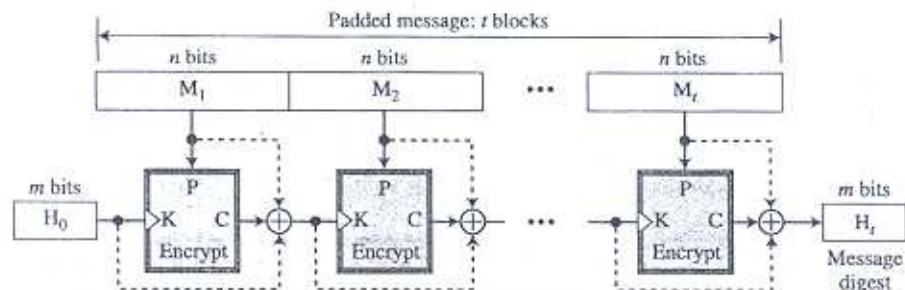 Padded message: t blocks
n bits n bits n bits
M₁ M₂ ••• Mₜ
m bits P P P m bits
H₀ K C K C ••• K C Hₜ
Encrypt Encrypt Encrypt Message
digest